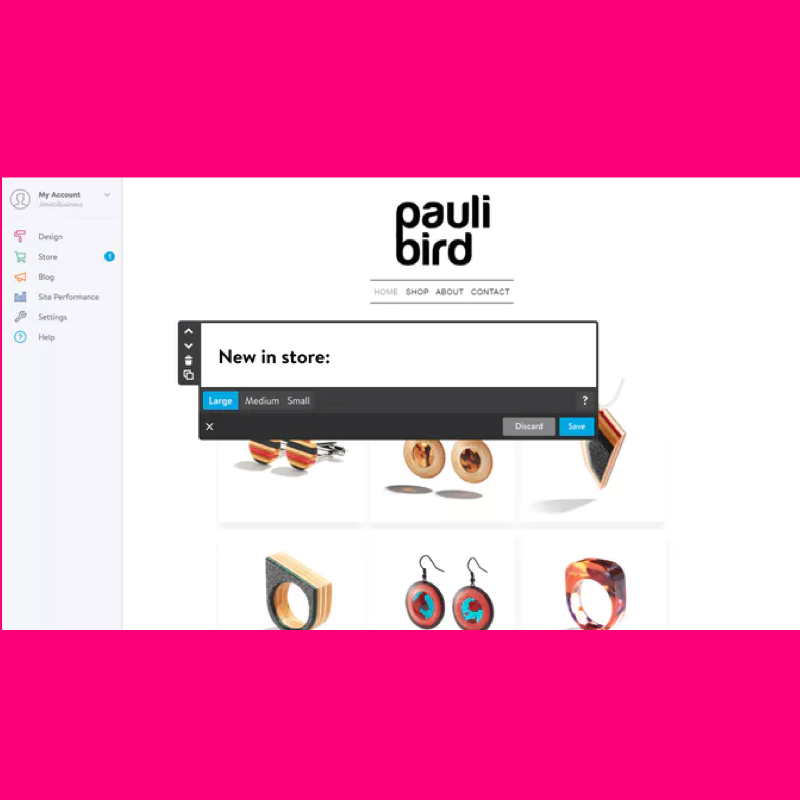 My Account
JimdoBusiness
Design
Store 1
Blog
Site Performance
Settings
Help
pauli
bird
HOME SHOP ABOUT CONTACT
New in store:
Large Medium Small ?
Discard Save